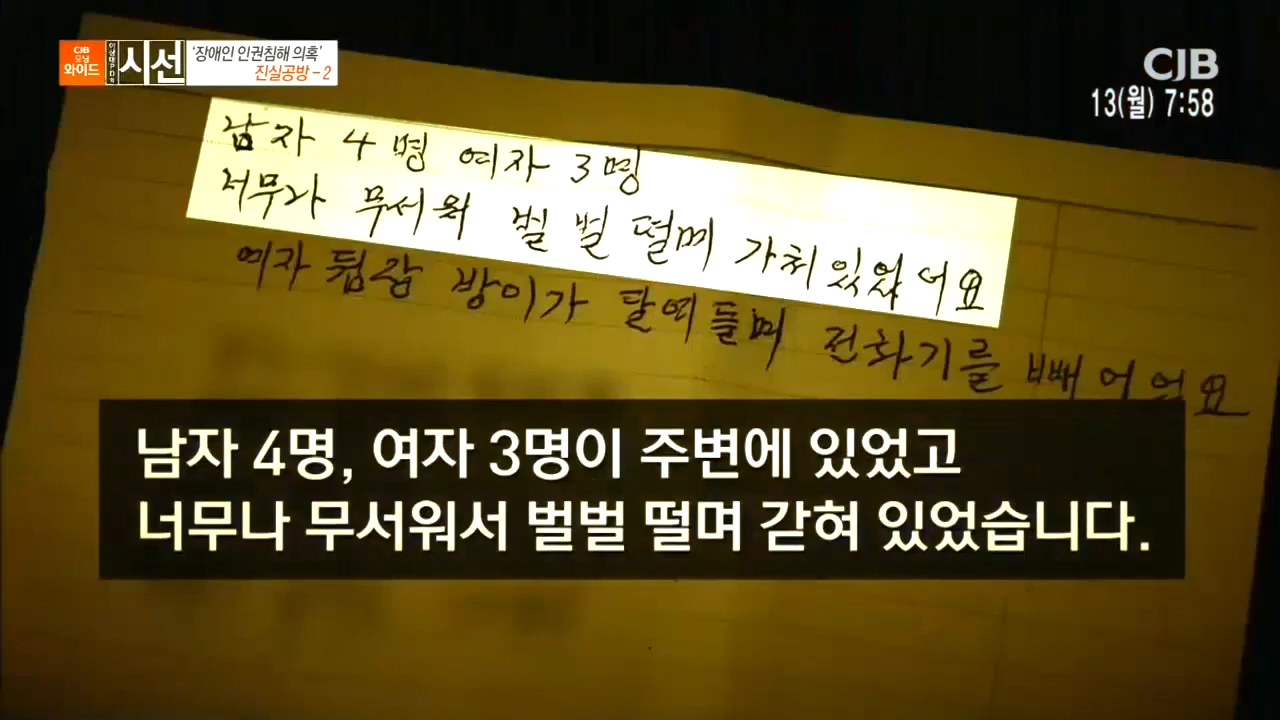 CJB
모닝
와이드
시선
'장애인 인권침해 의혹'
진실공방 - 2
CJB
13(월) 7:58
남자 4명 여자 3명
너무나 무서워 벌 벌 떨며 가쳐있었어요
여자 팀장 방이가 달여들며 전화기를 빼어었요
남자 4명, 여자 3명이 주변에 있었고
너무나 무서워서 벌벌 떨며 갇혀 있었습니다.